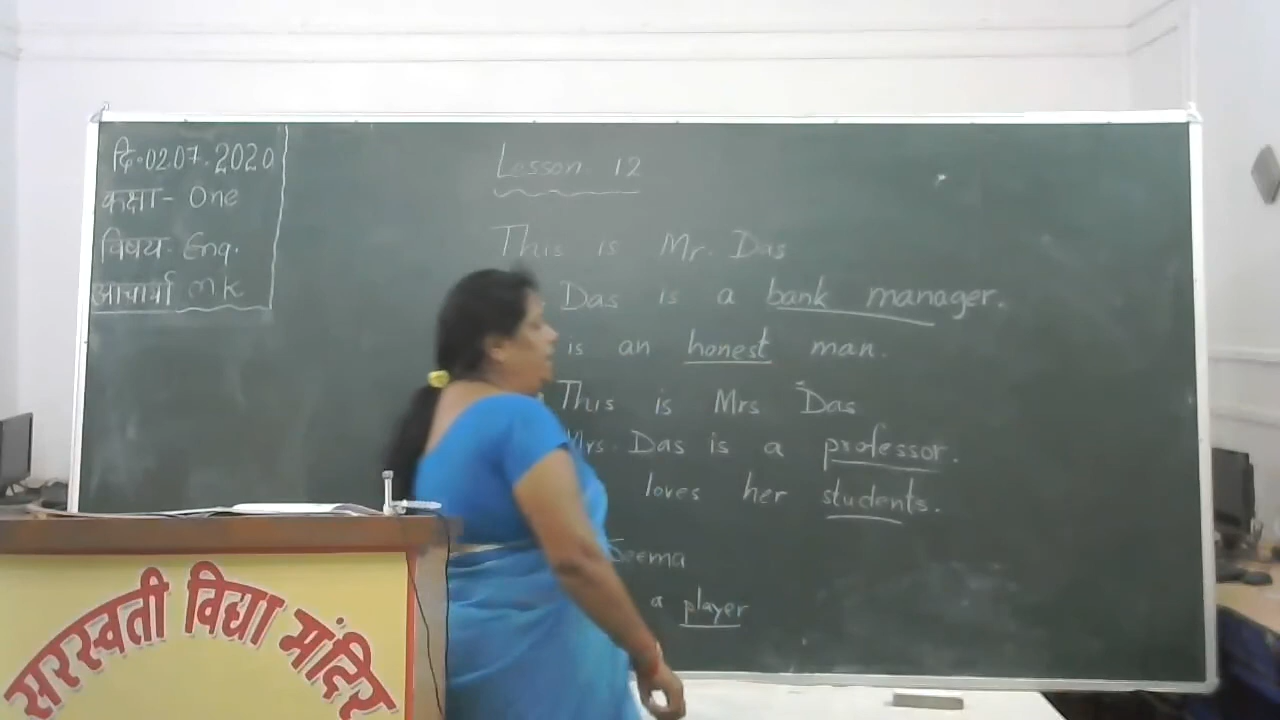 दि.02.07.2020
कक्षा- One
विषय- Eng.
आचार्या MK
Lesson 12
This is Mr. Das
Das is a bank manager.
is an honest man.
This is Mrs Das
Mrs. Das is a professor.
loves her students.
Seema
a player
सरस्वती विद्या मंदिर